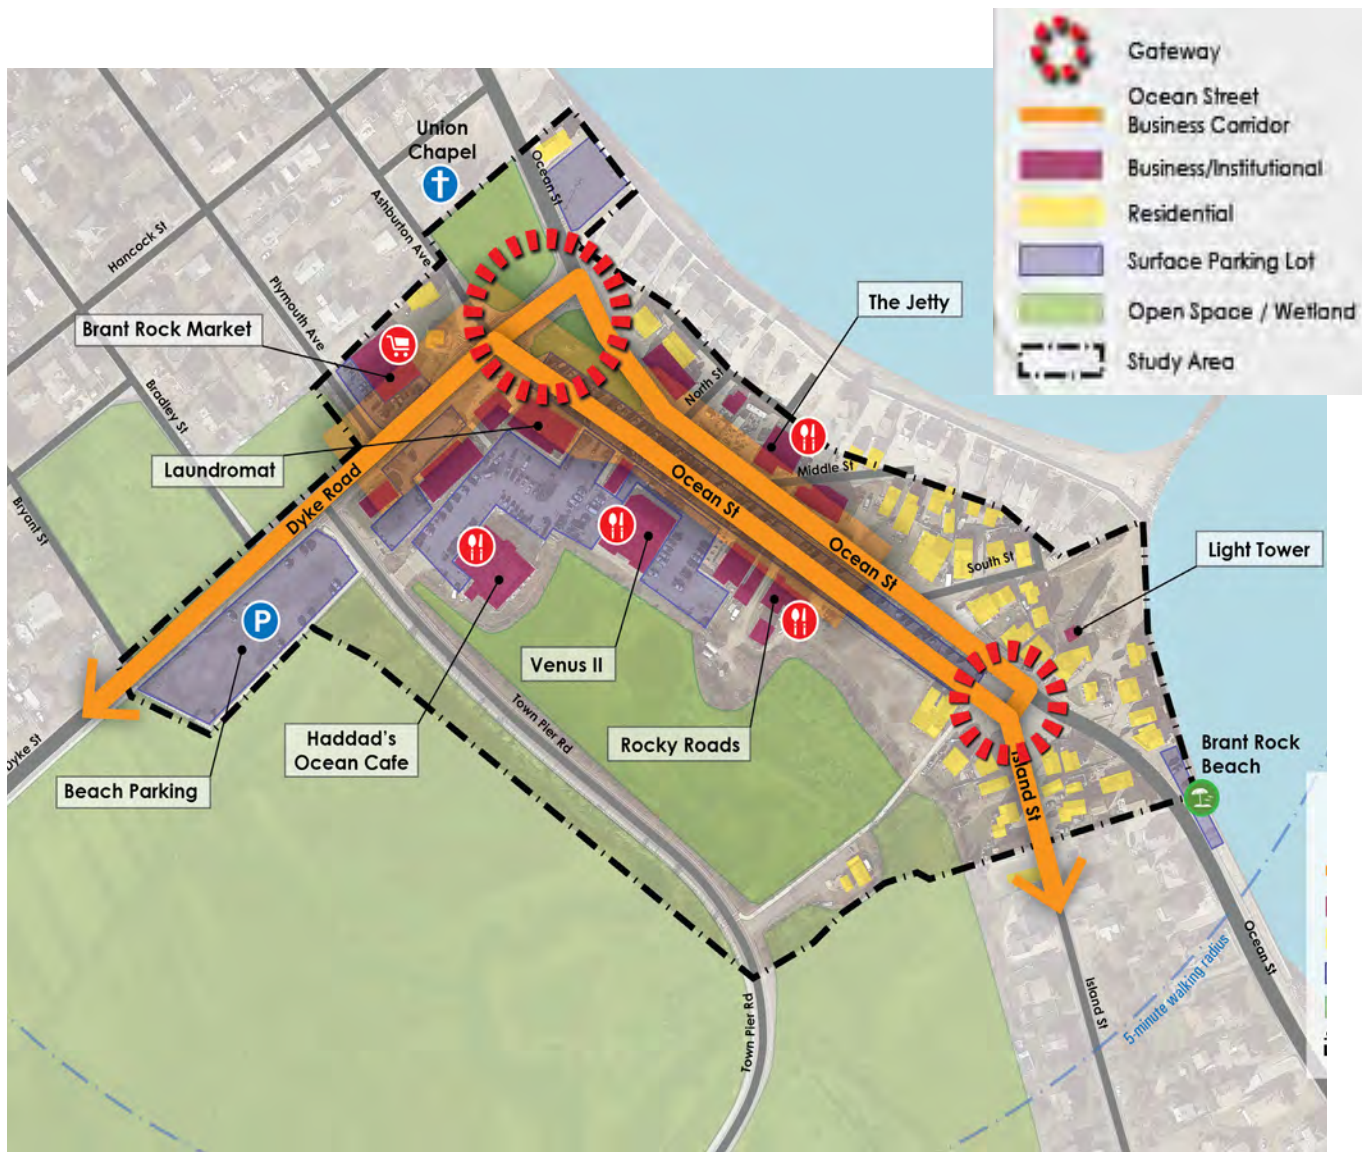 Gateway
Ocean Street
Business Corridor
Business/Institutional
Residential
Surface Parking Lot
Open Space / Wetland
Study Area
Union
Chapel
Ocean St
Ashburton Ave
Hancock St
Plymouth Ave
Brant Rock Market
The Jetty
North St
Bradley St
Middle St
Laundromat
Dyke Road
Ocean St
Ocean St
Bryant St
South St
Light Tower
P
Venus II
Town Pier Rd
Rocky Roads
Haddad's
Ocean Cafe
Dyke St
Beach Parking
Brant Rock
Beach
Island St
5-minute walking radius
Ocean St
Island St
Town Pier Rd